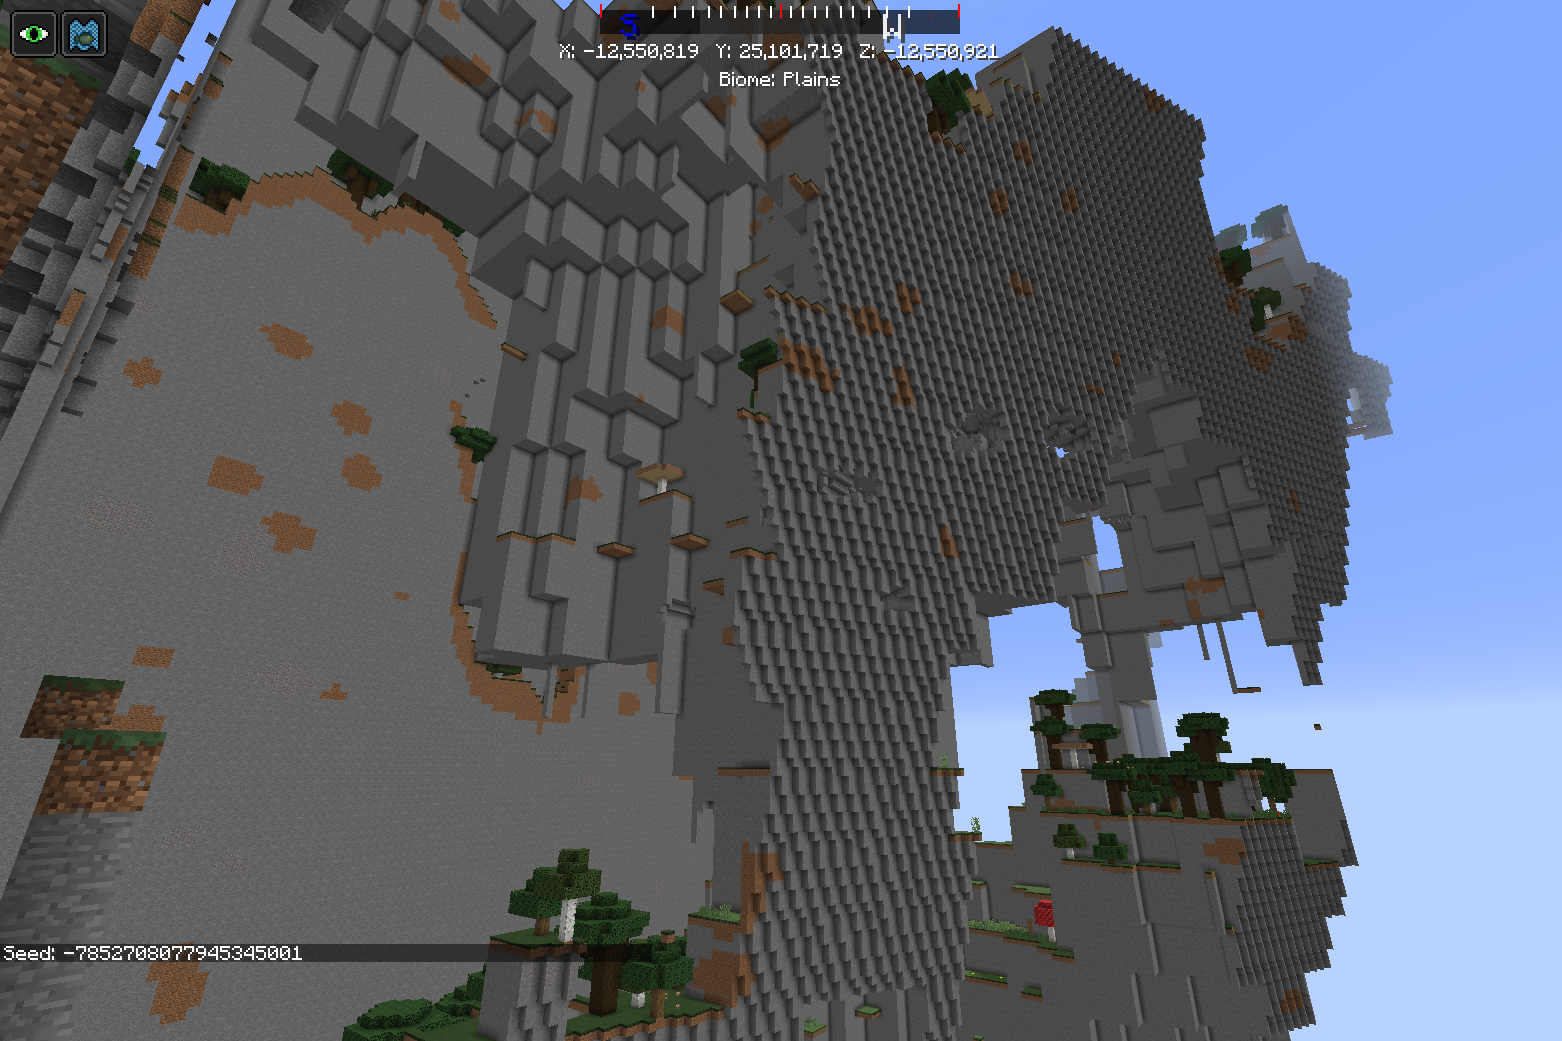 S
W
X: -12,550,819 Y: 25,101,719 Z: -12,550,921
Biome: Plains
Seed: -7852708077945345001